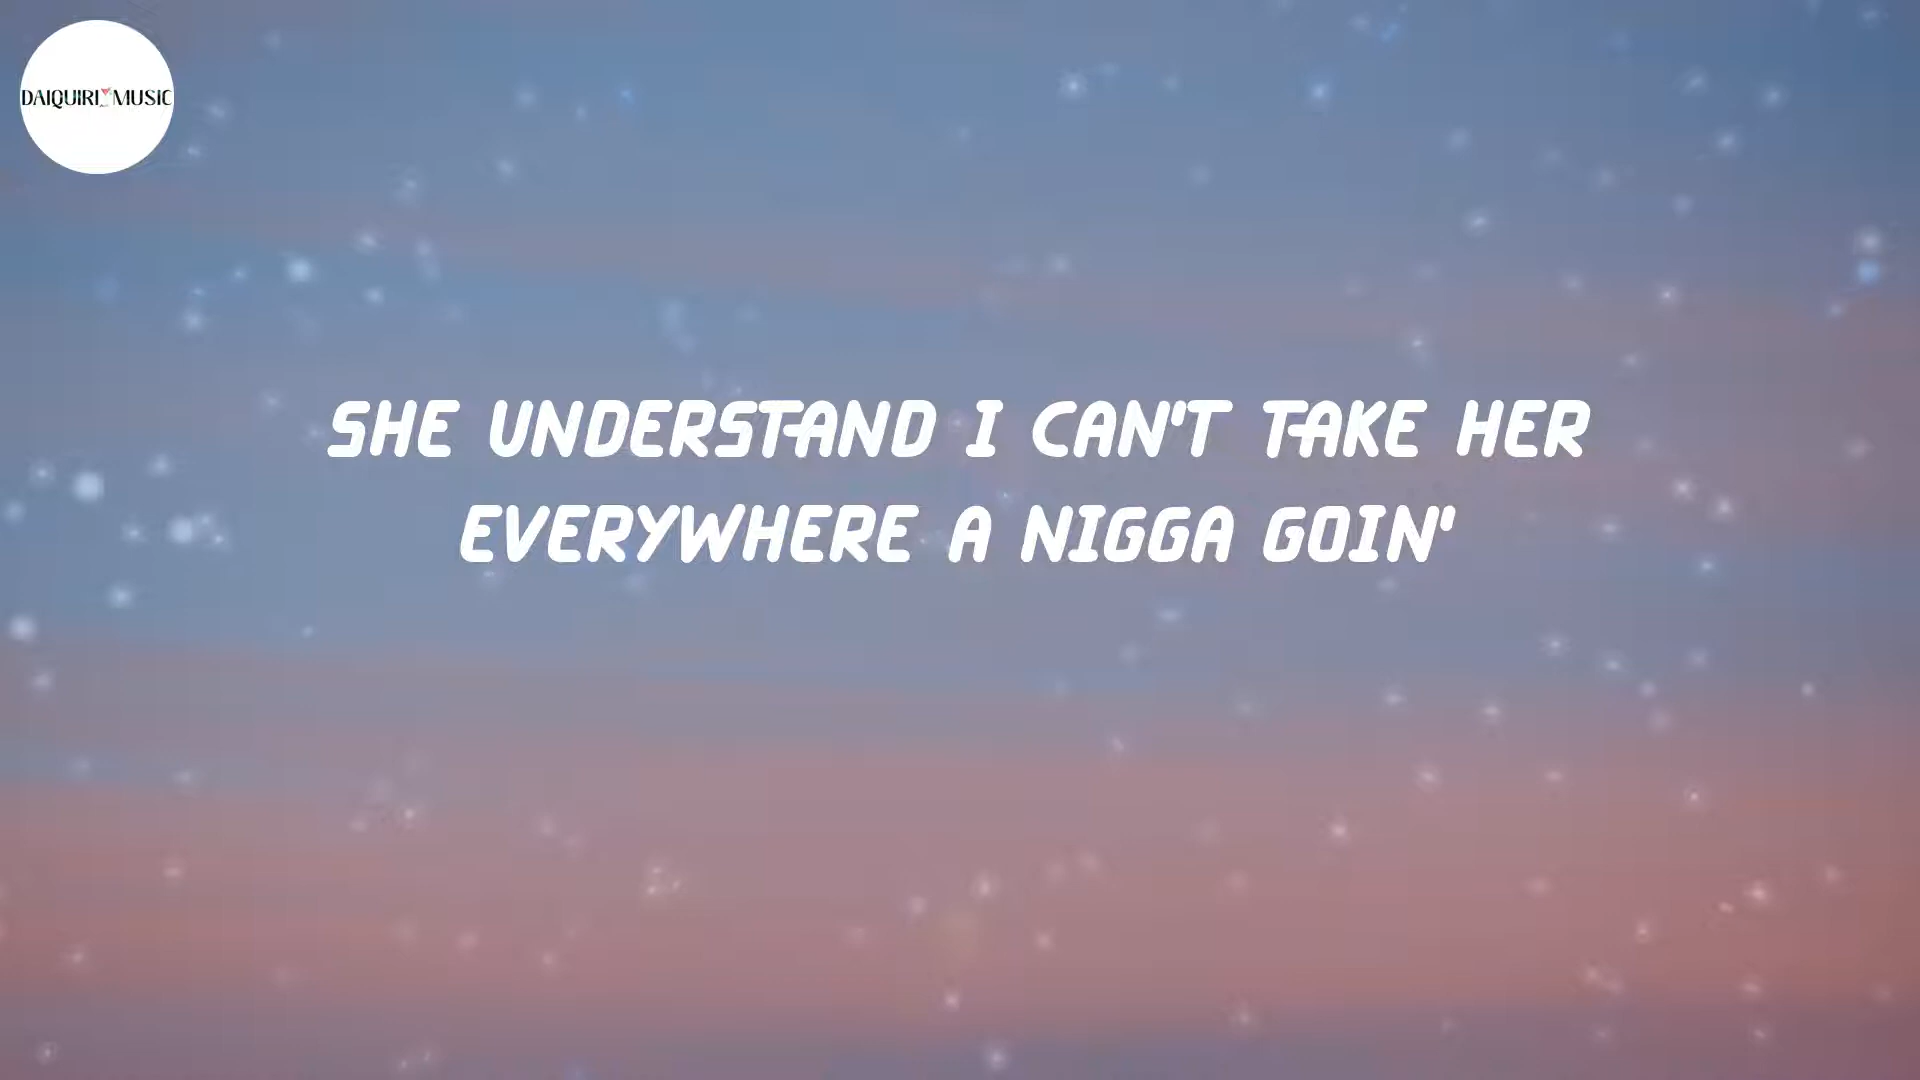 DAIQUIRI MUSIC
SHE UNDERSTAND I CAN'T TAKE HER
EVERYWHERE A NIGGA GOIN'